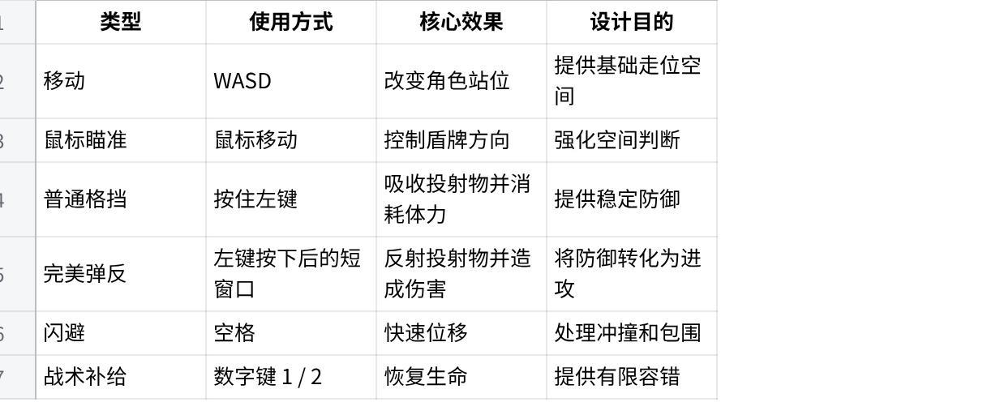 1 类型 使用方式 核心效果 设计目的
2 移动 WASD 改变角色站位 提供基础走位空
间
3 鼠标瞄准 鼠标移动 控制盾牌方向 强化空间判断
4 普通格挡 按住左键 吸收投射物并消
耗体力 提供稳定防御
5 完美弹反 左键按下后的短
窗口 反射投射物并造
成伤害 将防御转化为进
攻
6 闪避 空格 快速位移 处理冲撞和包围
7 战术补给 数字键 1 / 2 恢复生命 提供有限容错